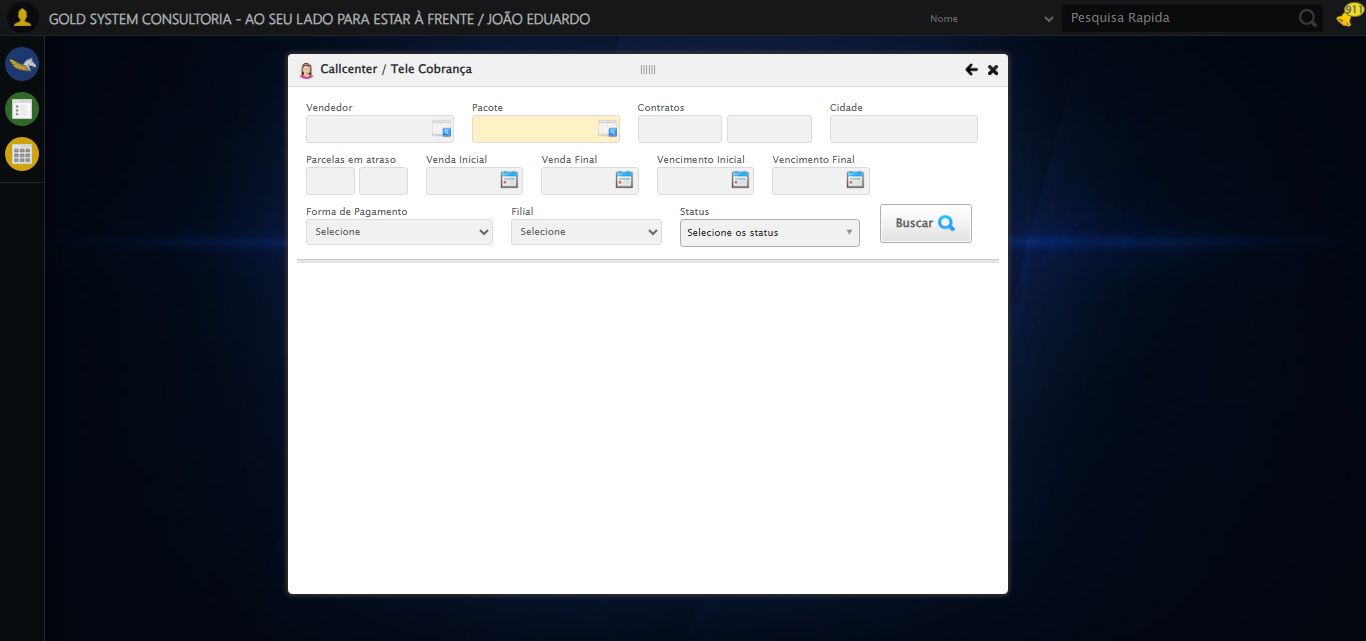 GOLD SYSTEM CONSULTORIA - AO SEU LADO PARA ESTAR À FRENTE / JOÃO EDUARDO
Nome
Pesquisa Rapida
911
Callcenter / Tele Cobrança
Vendedor Pacote Contratos Cidade
Parcelas em atraso Venda Inicial Venda Final Vencimento Inicial Vencimento Final
Forma de Pagamento Filial Status
Selecione Selecione Selecione os status Buscar